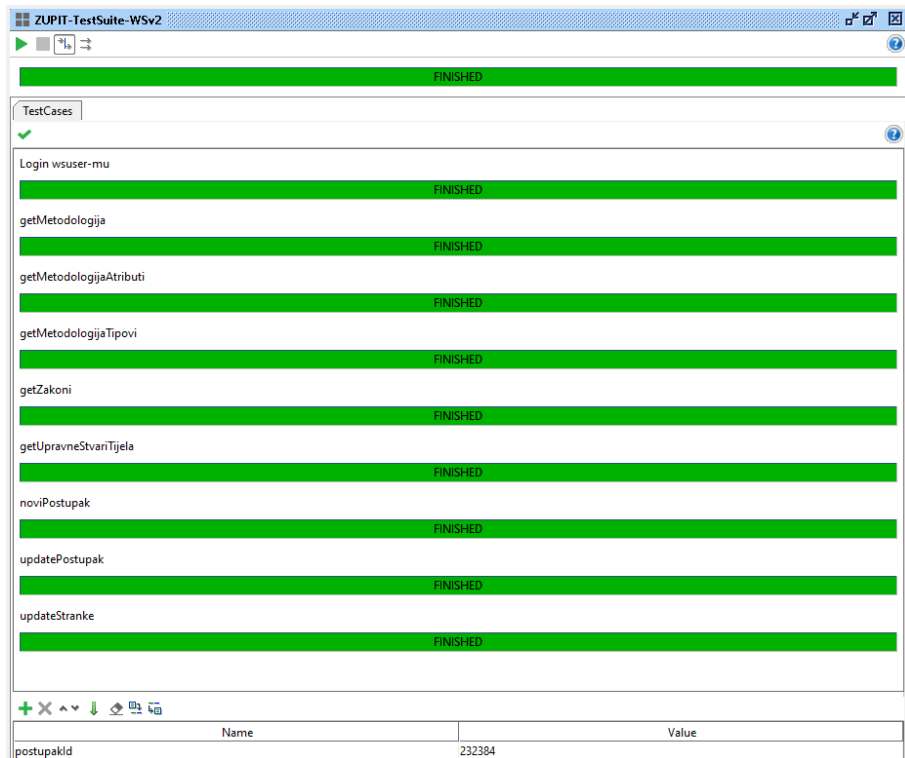 ZUPIT-TestSuite-WSv2
FINISHED
TestCases
Login wsuser-mu
FINISHED
getMetodologija
FINISHED
getMetodologijaAtributi
FINISHED
getMetodologijaTipovi
FINISHED
getZakoni
FINISHED
getUpravneStvariTijela
FINISHED
noviPostupak
FINISHED
updatePostupak
FINISHED
updateStranke
FINISHED
Name Value
postupakId 232384